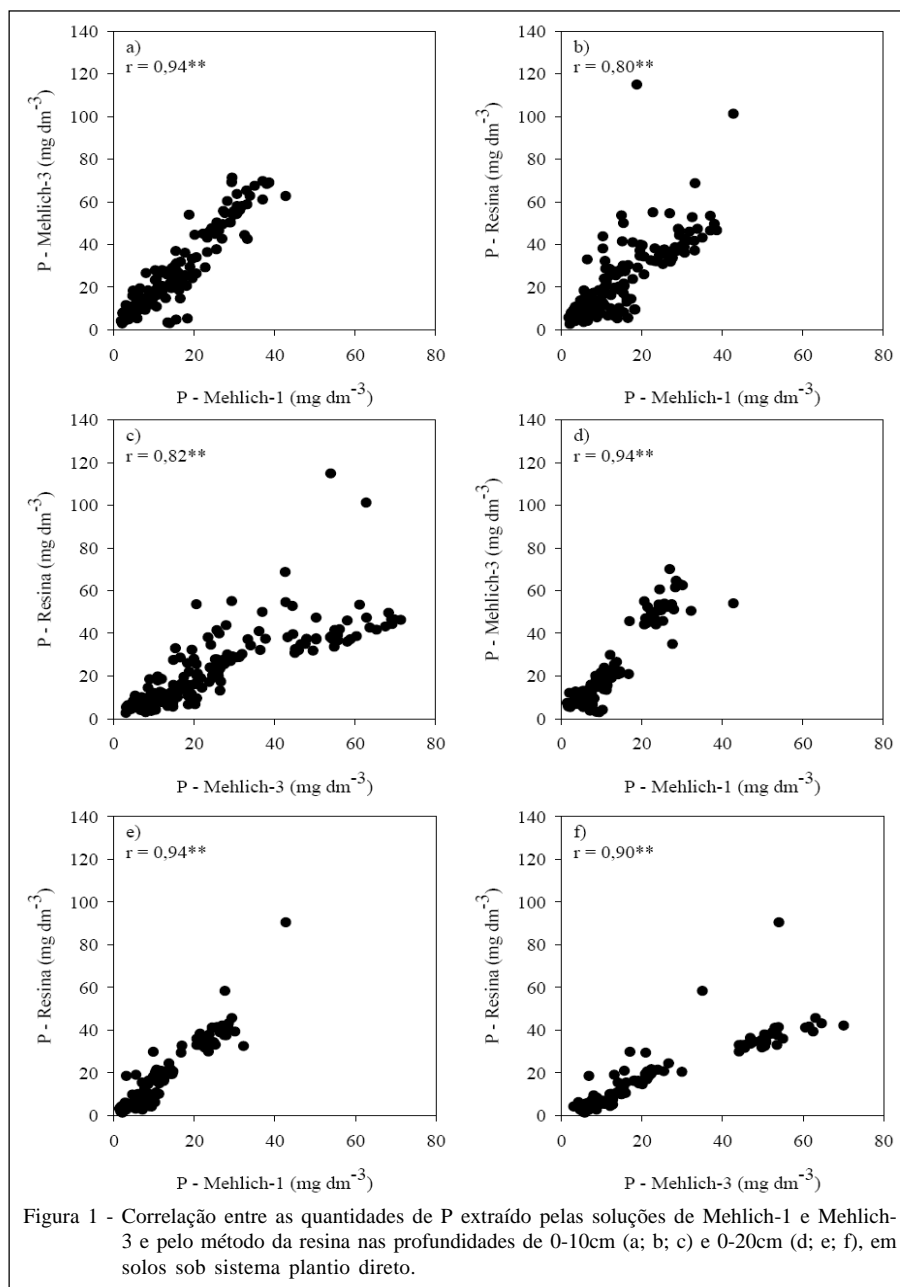 a)
r = 0,94**
P - Mehlich-3 (mg dm⁻³)
140
120
100
80
60
40
20
0
0 20 40 60 80
P - Mehlich-1 (mg dm⁻³)
b)
r = 0,80**
P - Resina (mg dm⁻³)
140
120
100
80
60
40
20
0
0 20 40 60 80
P - Mehlich-1 (mg dm⁻³)
c)
r = 0,82**
P - Resina (mg dm⁻³)
140
120
100
80
60
40
20
0
0 20 40 60 80
P - Mehlich-3 (mg dm⁻³)
d)
r = 0,94**
P - Mehlich-3 (mg dm⁻³)
140
120
100
80
60
40
20
0
0 20 40 60 80
P - Mehlich-1 (mg dm⁻³)
e)
r = 0,94**
P - Resina (mg dm⁻³)
140
120
100
80
60
40
20
0
0 20 40 60 80
P - Mehlich-1 (mg dm⁻³)
f)
r = 0,90**
P - Resina (mg dm⁻³)
140
120
100
80
60
40
20
0
0 20 40 60 80
P - Mehlich-3 (mg dm⁻³)
Figura 1 - Correlação entre as quantidades de P extraído pelas soluções de Mehlich-1 e Mehlich-
3 e pelo método da resina nas profundidades de 0-10cm (a; b; c) e 0-20cm (d; e; f), em
solos sob sistema plantio direto.